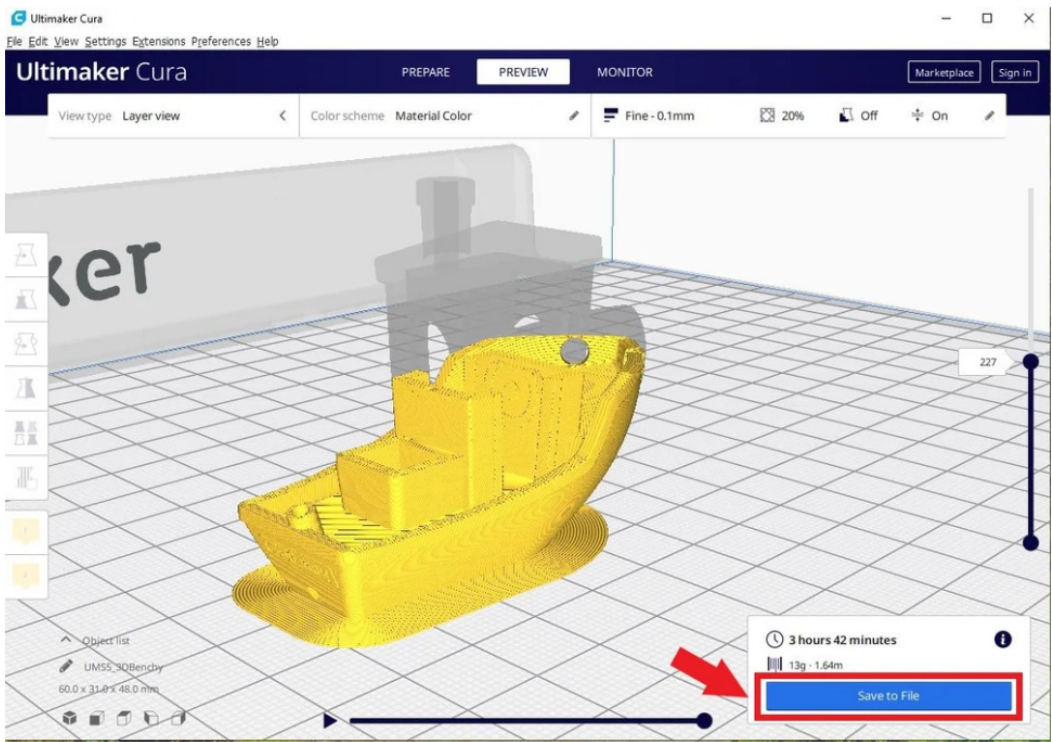 Ultimaker Cura
File Edit View Settings Extensions Preferences Help
Ultimaker Cura PREPARE PREVIEW MONITOR Marketplace Sign in
View type Layer view Color scheme Material Color Fine - 0.1mm 20% Off On
ker
227
Object list
UMS5_3DBenchy
60.0 x 31.0 x 48.0 mm
3 hours 42 minutes
13g · 1.64m
Save to File